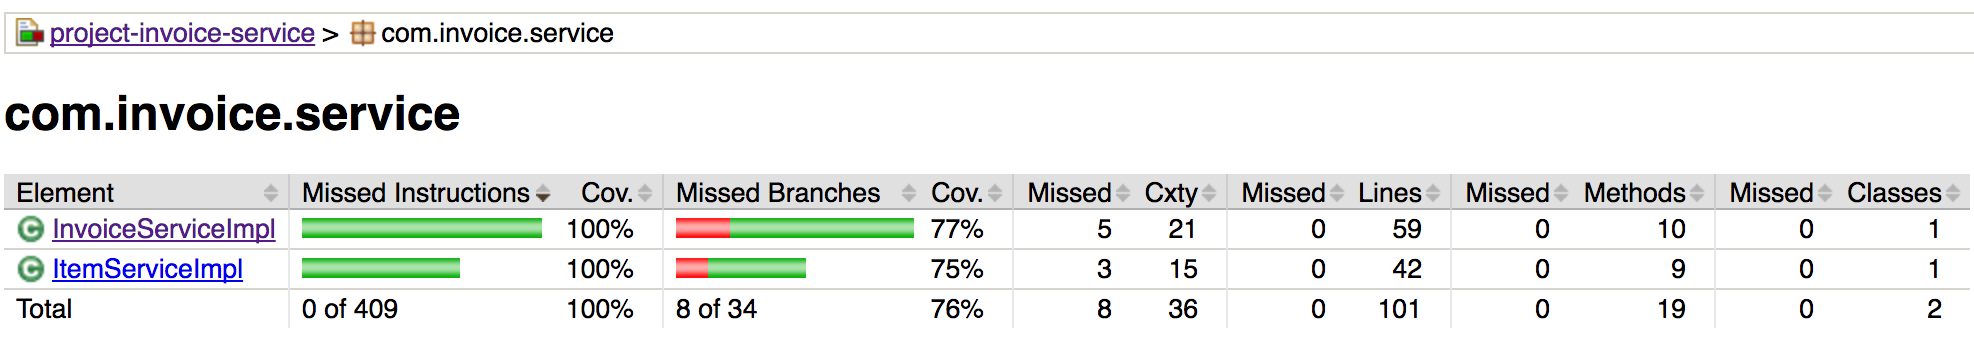 project-invoice-service > com.invoice.service
com.invoice.service
Element Missed Instructions Cov. Missed Branches Cov. Missed Cxty Missed Lines Missed Methods Missed Classes
InvoiceServiceImpl 100% 77% 5 21 0 59 0 10 0 1
ItemServiceImpl 100% 75% 3 15 0 42 0 9 0 1
Total 0 of 409 100% 8 of 34 76% 8 36 0 101 0 19 0 2